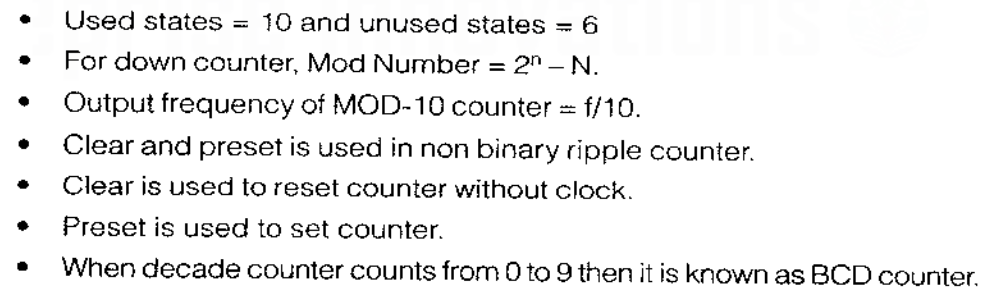 • Used states = 10 and unused states = 6
• For down counter, Mod Number = 2ⁿ – N.
• Output frequency of MOD-10 counter = f/10.
• Clear and preset is used in non binary ripple counter.
• Clear is used to reset counter without clock.
• Preset is used to set counter.
• When decade counter counts from 0 to 9 then it is known as BCD counter.